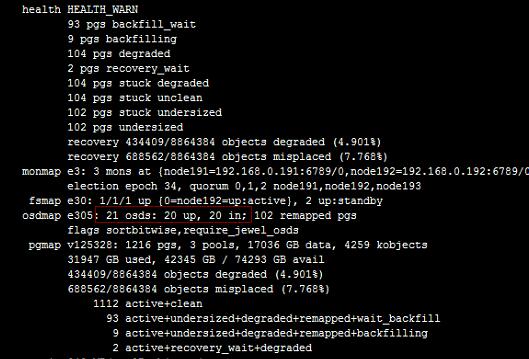 health HEALTH_WARN
93 pgs backfill_wait
9 pgs backfilling
104 pgs degraded
2 pgs recovery_wait
104 pgs stuck degraded
104 pgs stuck unclean
102 pgs stuck undersized
102 pgs undersized
recovery 434409/8864384 objects degraded (4.901%)
recovery 688562/8864384 objects misplaced (7.768%)
monmap e3: 3 mons at {node191=192.168.0.191:6789/0,node192=192.168.0.192:6789/0
election epoch 34, quorum 0,1,2 node191,node192,node193
fsmap e30: 1/1/1 up {0=node192=up:active}, 2 up:standby
osdmap e305: 21 osds: 20 up, 20 in; 102 remapped pgs
flags sortbitwise,require_jewel_osds
pgmap v125328: 1216 pgs, 3 pools, 17036 GB data, 4259 kobjects
31947 GB used, 42345 GB / 74293 GB avail
434409/8864384 objects degraded (4.901%)
688562/8864384 objects misplaced (7.768%)
1112 active+clean
93 active+undersized+degraded+remapped+wait_backfill
9 active+undersized+degraded+remapped+backfilling
2 active+recovery_wait+degraded